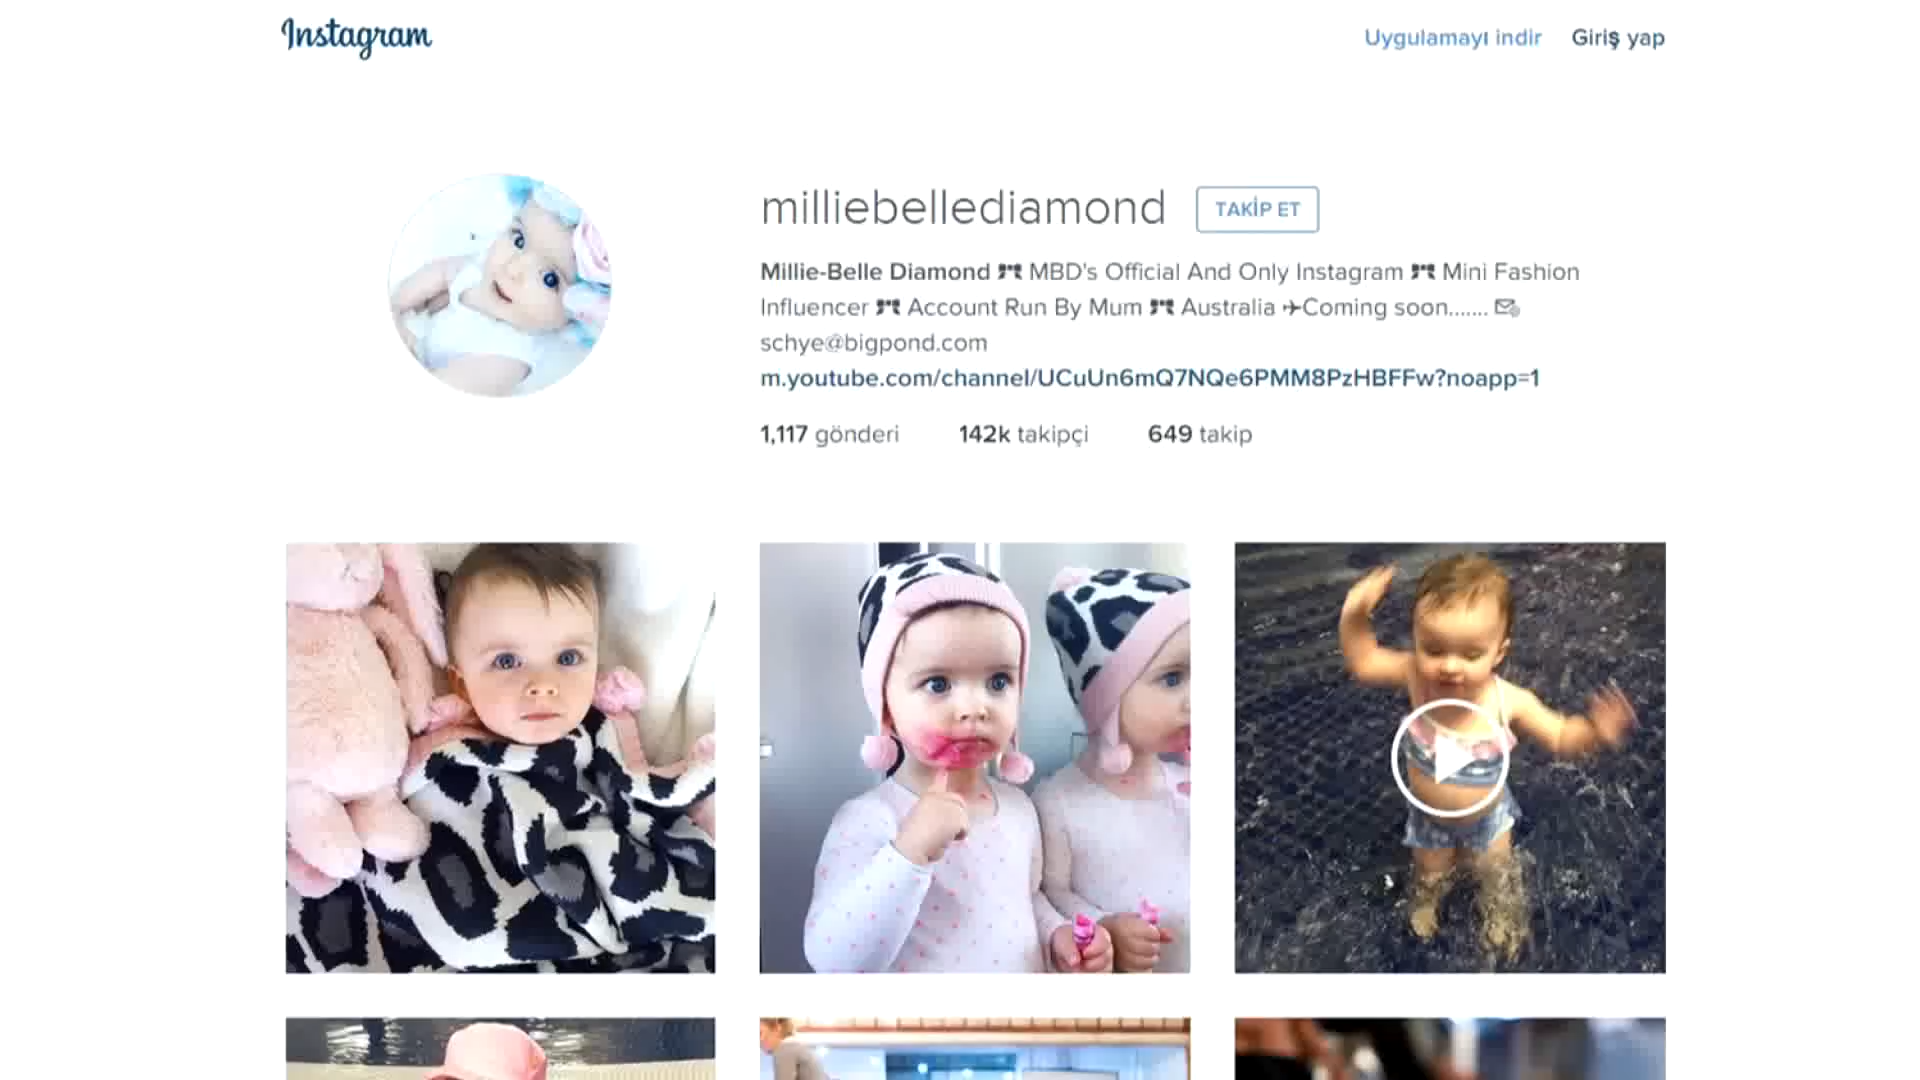 Instagram
Uygulamayı indir Giriş yap
milliebellediamond TAKİP ET
Millie-Belle Diamond 🎀 MBD's Official And Only Instagram 🎀 Mini Fashion
Influencer 🎀 Account Run By Mum 🎀 Australia ✈Coming soon....... 📩
schye@bigpond.com
m.youtube.com/channel/UCuUn6mQ7NQe6PMM8PzHBFFw?noapp=1
1,117 gönderi 142k takipçi 649 takip